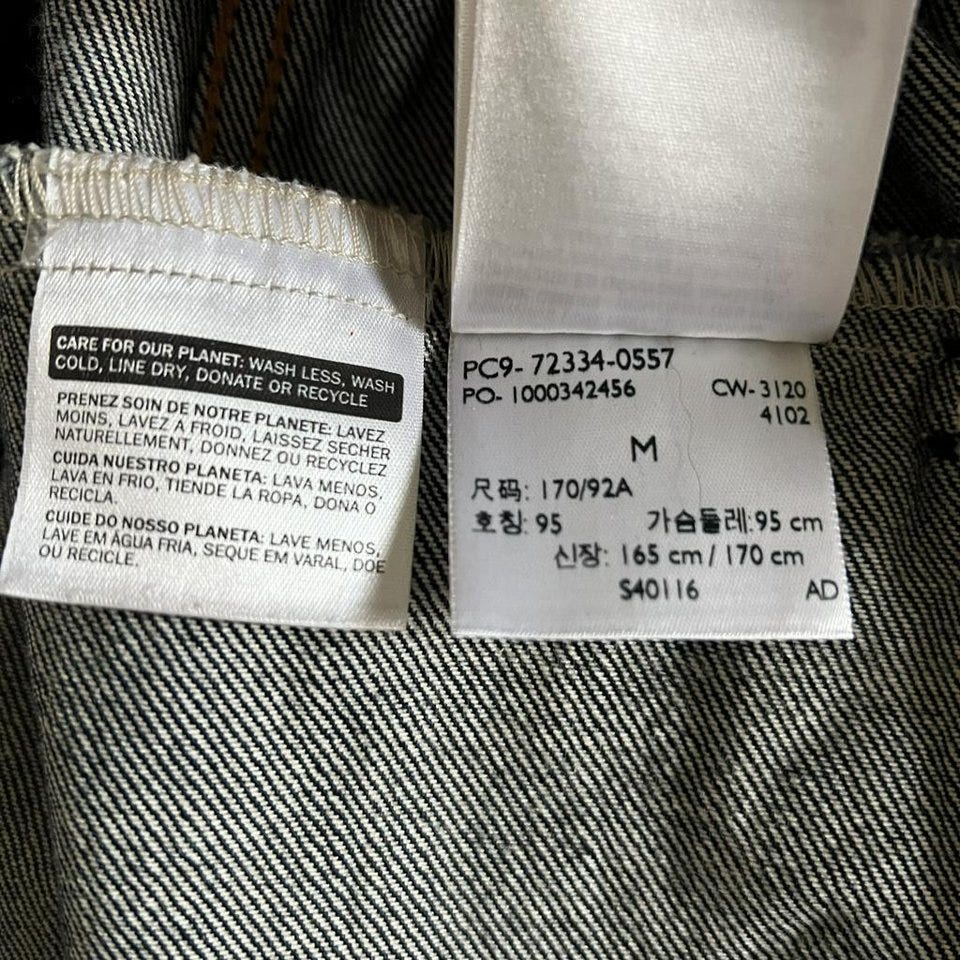 CARE FOR OUR PLANET: WASH LESS, WASH
COLD, LINE DRY, DONATE OR RECYCLE
PRENEZ SOIN DE NOTRE PLANETE: LAVEZ
MOINS, LAVEZ A FROID, LAISSEZ SECHER
NATURELLEMENT, DONNEZ OU RECYCLEZ
CUIDA NUESTRO PLANETA: LAVA MENOS,
LAVA EN FRIO, TIENDE LA ROPA, DONA O
RECICLA.
CUIDE DO NOSSO PLANETA: LAVE MENOS,
LAVE EM ÁGUA FRIA, SEQUE EM VARAL, DOE
OU RECICLE.
PC9- 72334-0557
PO- 1000342456 CW- 3120
4102
M
尺码: 170/92A
호칭: 95 가슴둘레:95 cm
신장: 165 cm / 170 cm
S40116 AD